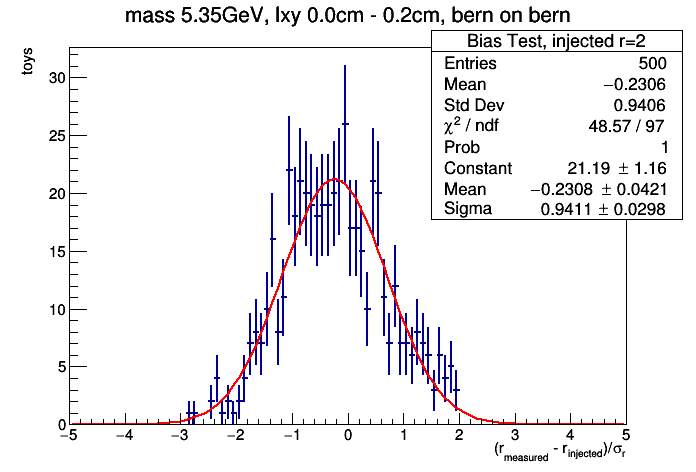 mass 5.35GeV, lxy 0.0cm - 0.2cm, bern on bern
Bias Test, injected r=2
Entries 500
Mean −0.2306
Std Dev 0.9406
χ² / ndf 48.57 / 97
Prob 1
Constant 21.19 ± 1.16
Mean −0.2308 ± 0.0421
Sigma 0.9411 ± 0.0298
toys
30
25
20
15
10
5
0
−5 −4 −3 −2 −1 0 1 2 3 4 5
(r_measured - r_injected)/σ_r